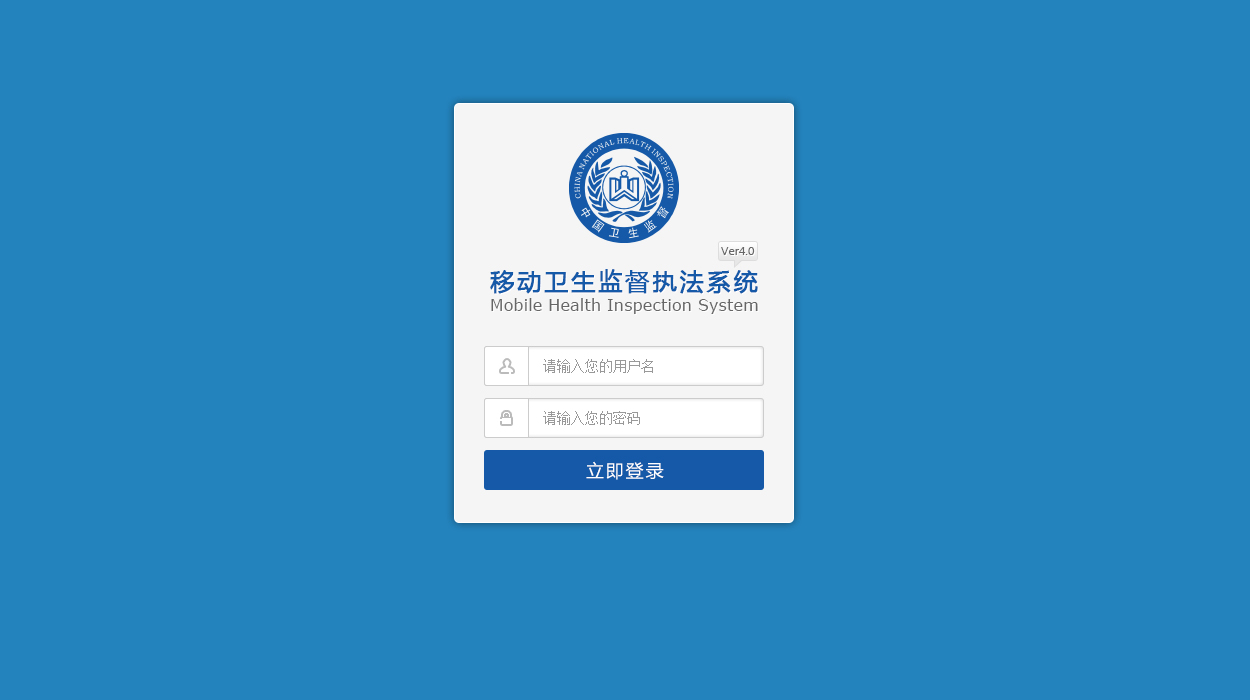 CHINA NATIONAL HEALTH INSPECTION
中国卫生监督
Ver4.0
移动卫生监督执法系统
Mobile Health Inspection System
请输入您的用户名
请输入您的密码
立即登录